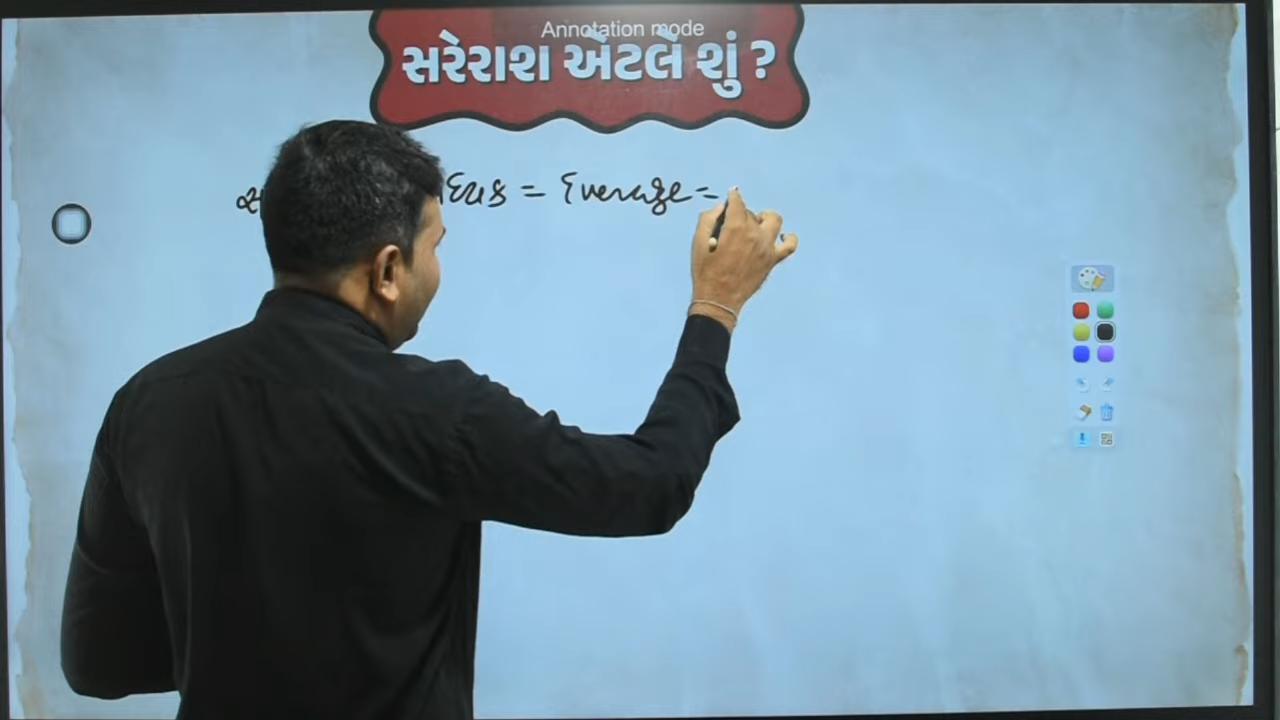 Annotation mode
સરેરાશ એટલે શું ?
= Everage =